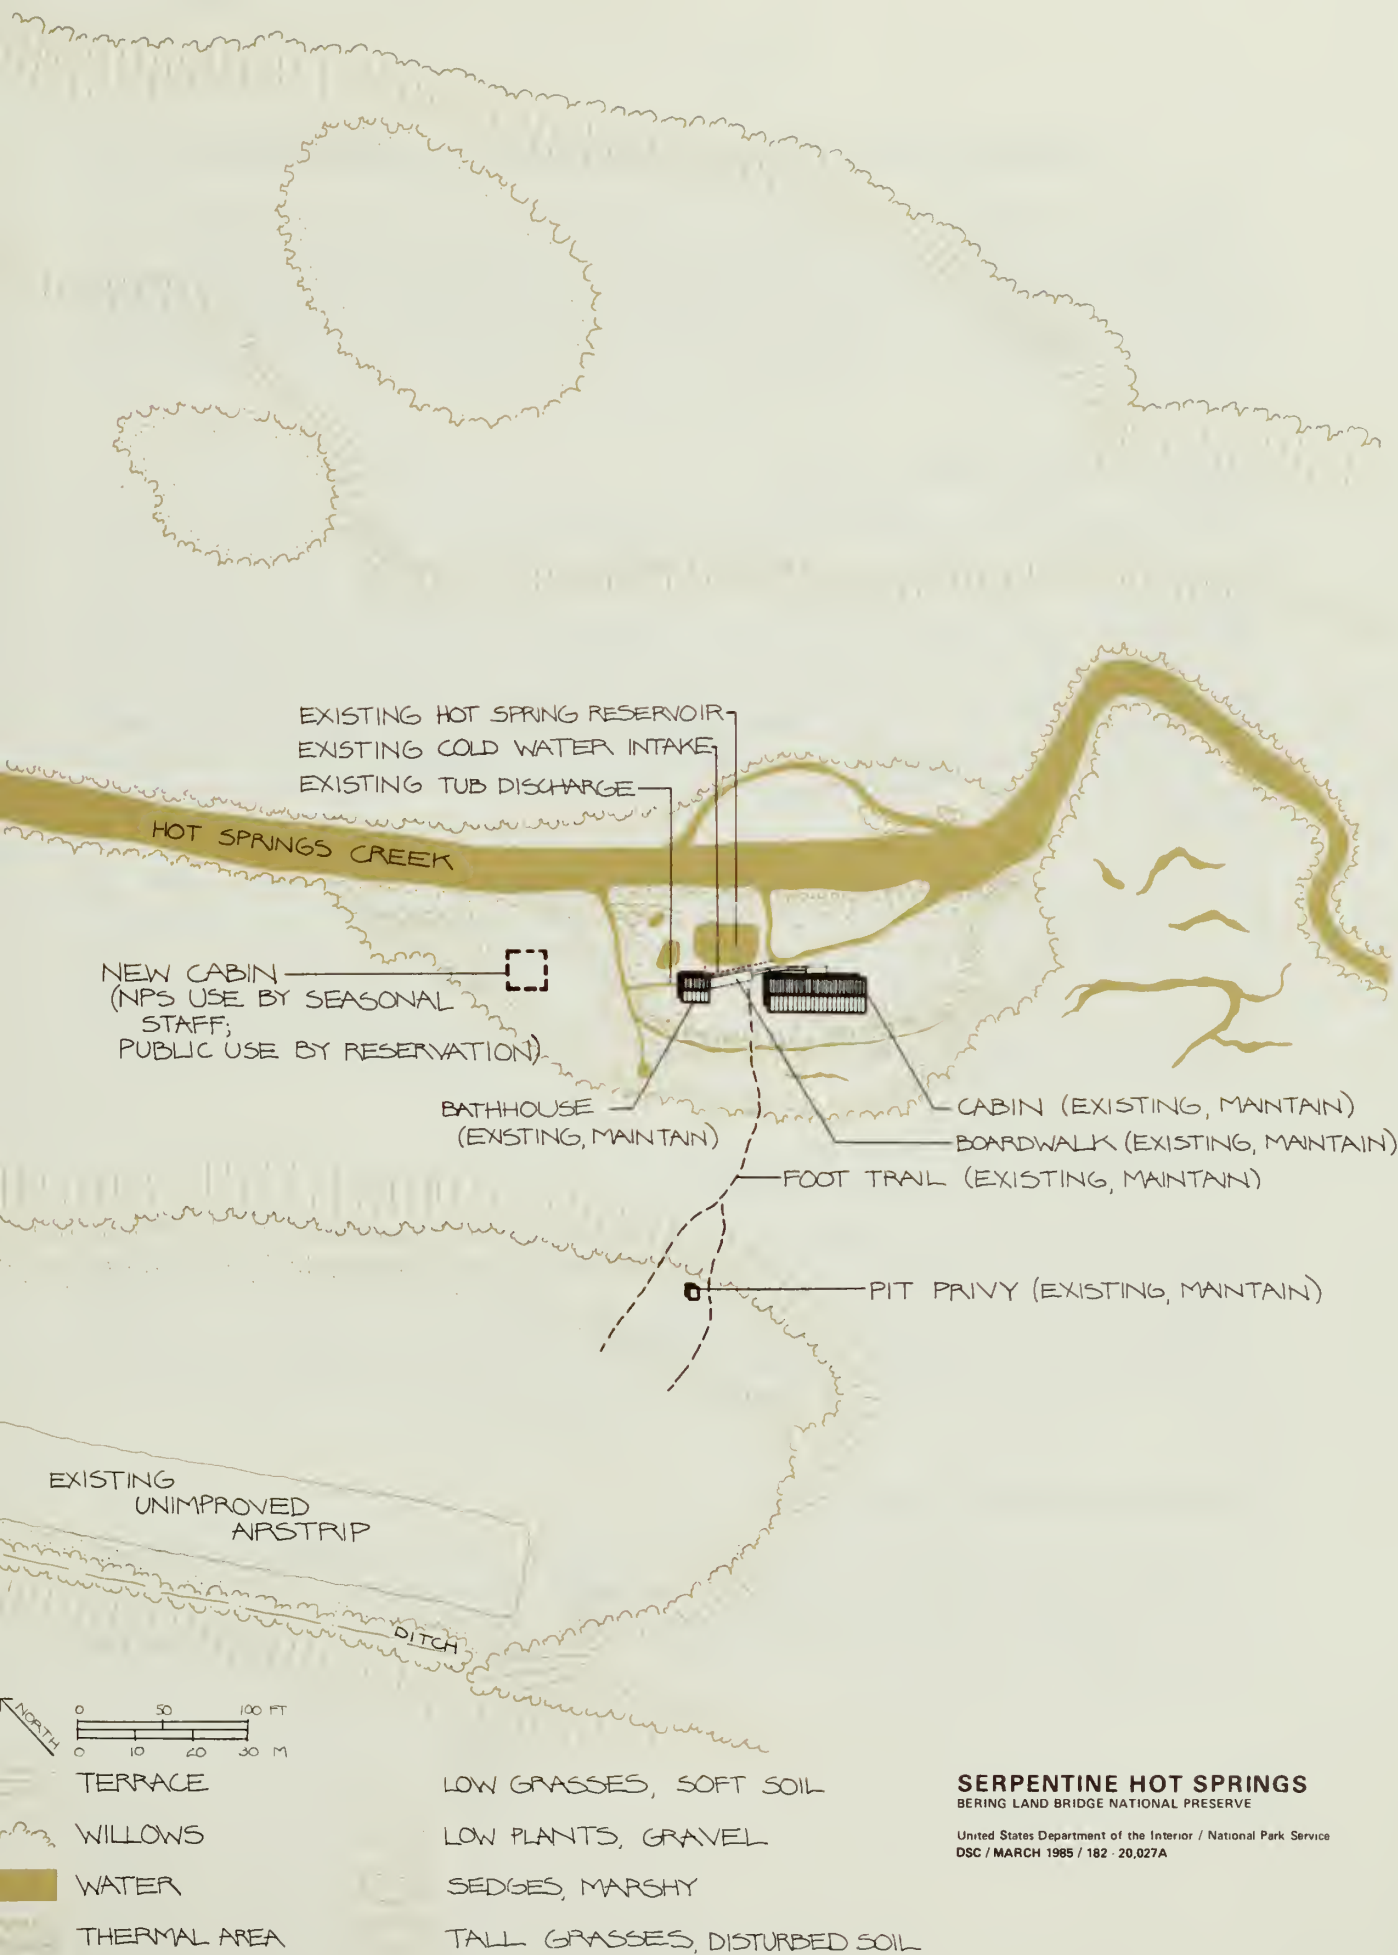 EXISTING HOT SPRING RESERVOIR
EXISTING COLD WATER INTAKE
EXISTING TUB DISCHARGE
HOT SPRINGS CREEK
NEW CABIN
(NPS USE BY SEASONAL
STAFF;
PUBLIC USE BY RESERVATION)
BATHHOUSE
(EXISTING, MAINTAIN)
CABIN (EXISTING, MAINTAIN)
BOARDWALK (EXISTING, MAINTAIN)
FOOT TRAIL (EXISTING, MAINTAIN)
PIT PRIVY (EXISTING, MAINTAIN)
EXISTING
UNIMPROVED
AIRSTRIP
DITCH
NORTH
0 50 100 FT
0 10 20 30 M
TERRACE
WILLOWS
WATER
THERMAL AREA
LOW GRASSES, SOFT SOIL
LOW PLANTS, GRAVEL
SEDGES, MARSHY
TALL GRASSES, DISTURBED SOIL
SERPENTINE HOT SPRINGS
BERING LAND BRIDGE NATIONAL PRESERVE
United States Department of the Interior / National Park Service
DSC / MARCH 1985 / 182 · 20,027A